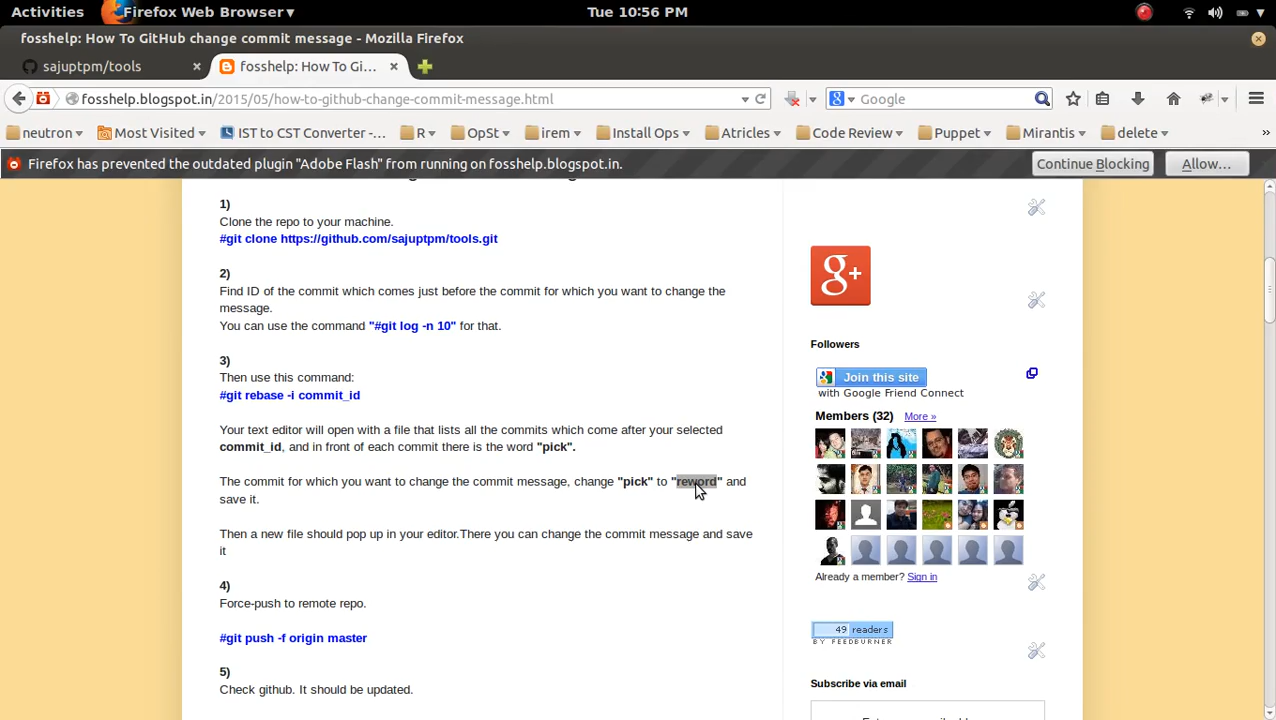 Activities Firefox Web Browser ▾ Tue 10:56 PM
fosshelp: How To GitHub change commit message - Mozilla Firefox
sajuptpm/tools × fosshelp: How To Gi... ×
fosshelp.blogspot.in/2015/05/how-to-github-change-commit-message.html Google
neutron Most Visited IST to CST Converter -... R OpSt irem Install Ops Atricles Code Review Puppet Mirantis delete »
Firefox has prevented the outdated plugin "Adobe Flash" from running on fosshelp.blogspot.in. Continue Blocking Allow...
1)
Clone the repo to your machine.
#git clone https://github.com/sajuptpm/tools.git
2)
Find ID of the commit which comes just before the commit for which you want to change the
message.
You can use the command "#git log -n 10" for that.
3)
Then use this command:
#git rebase -i commit_id
Your text editor will open with a file that lists all the commits which come after your selected
commit_id, and in front of each commit there is the word "pick".
The commit for which you want to change the commit message, change "pick" to "reword" and
save it.
Then a new file should pop up in your editor.There you can change the commit message and save
it
4)
Force-push to remote repo.
#git push -f origin master
5)
Check github. It should be updated.
g+
Followers
Join this site
with Google Friend Connect
Members (32) More »
Already a member? Sign in
49 readers
BY FEEDBURNER
Subscribe via email